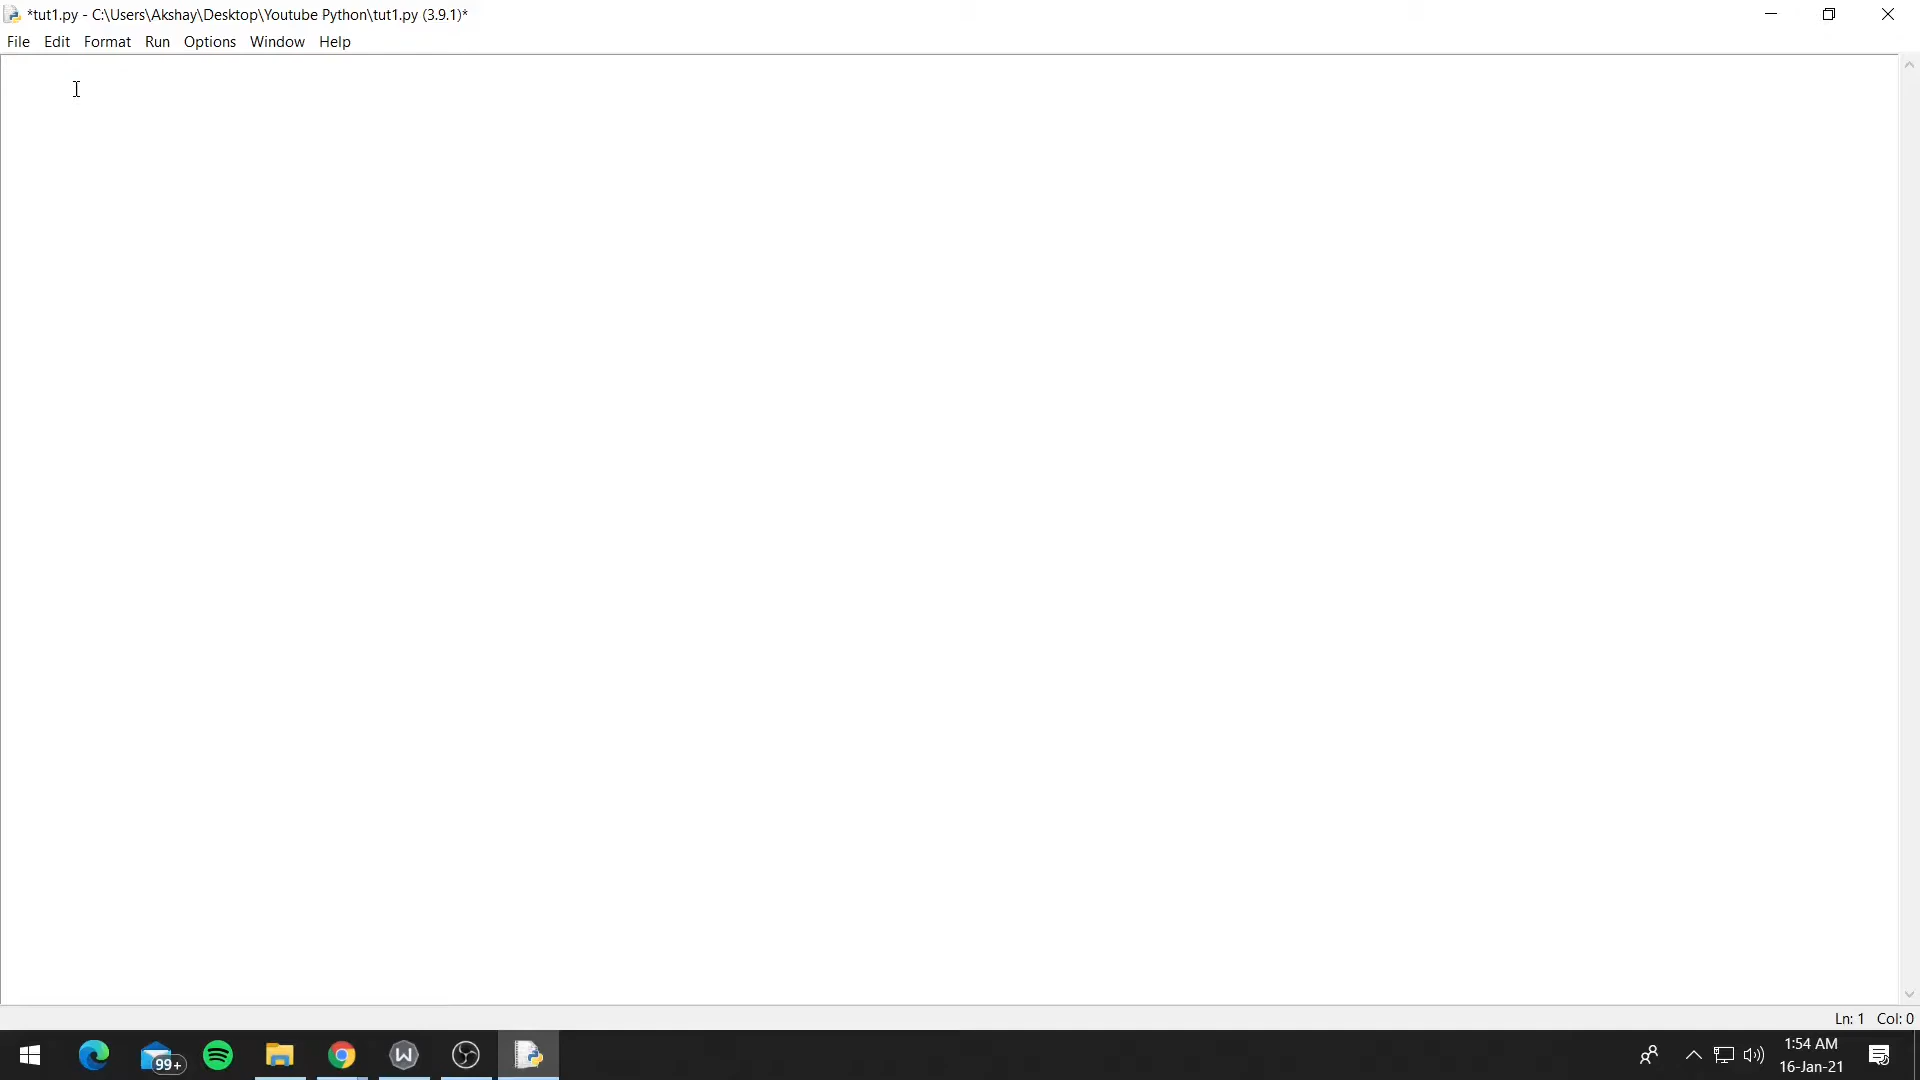 *tut1.py - C:\Users\Akshay\Desktop\Youtube Python\tut1.py (3.9.1)*
File Edit Format Run Options Window Help
Ln: 1 Col: 0
99+
1:54 AM
16-Jan-21